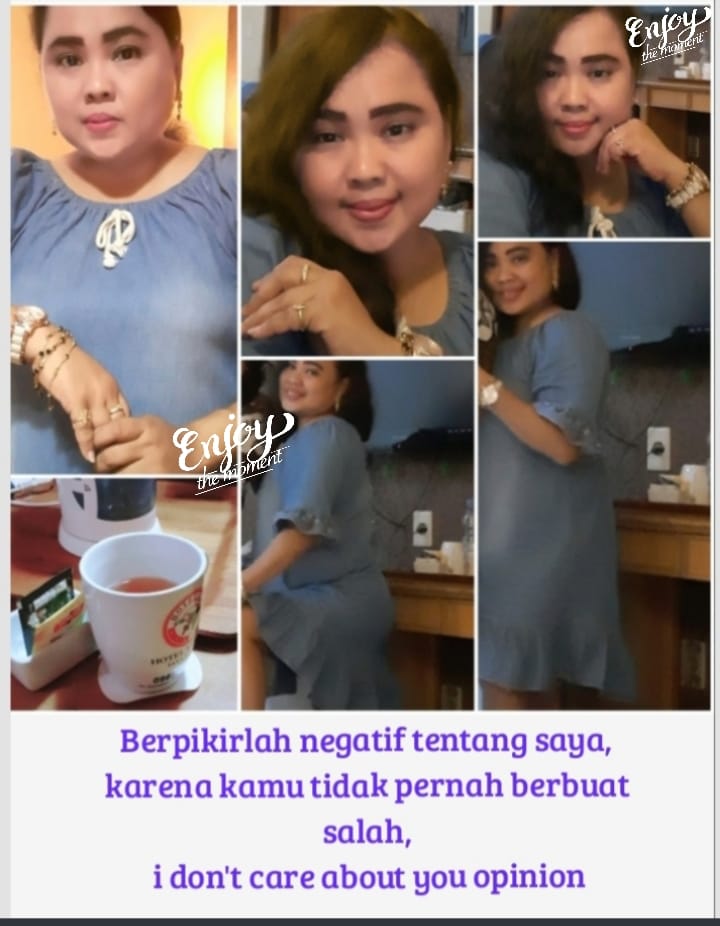 Enjoy
the moment
Enjoy
the moment
HOTEL
Berpikirlah negatif tentang saya,
karena kamu tidak pernah berbuat
salah,
i don't care about you opinion